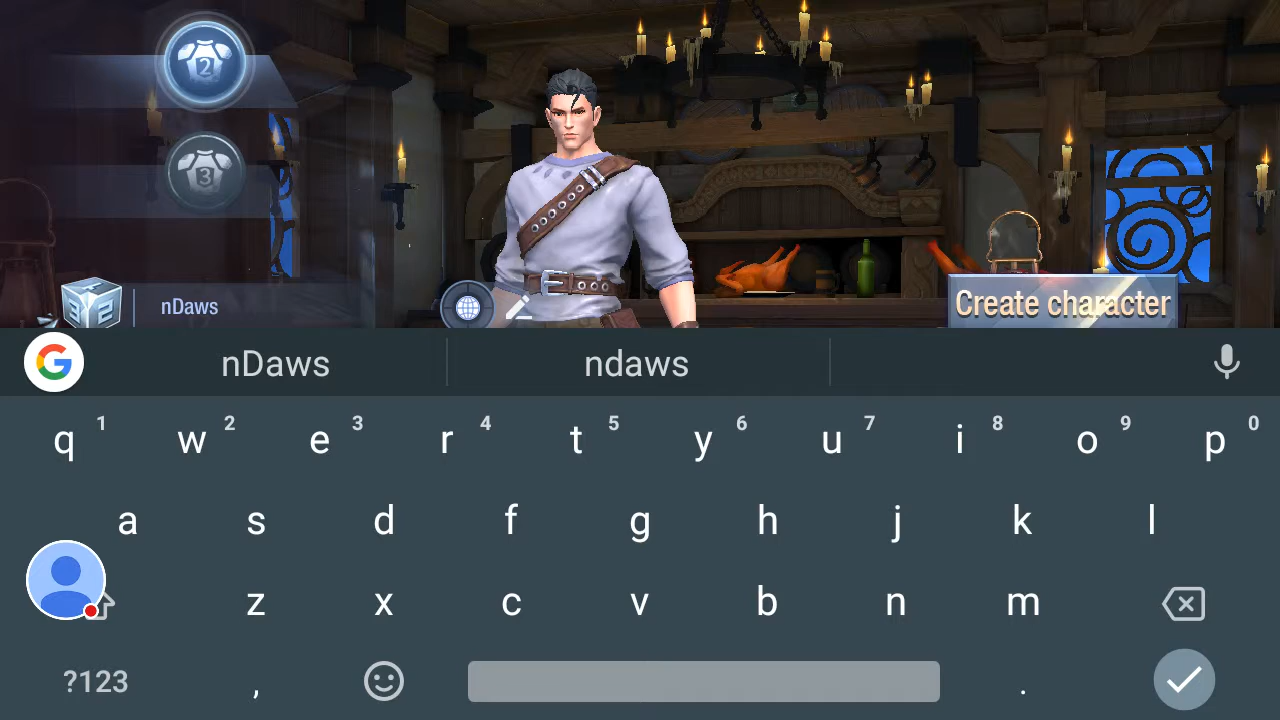 2
3
nDaws
Create character
nDaws ndaws
q 1 w 2 e 3 r 4 t 5 y 6 u 7 i 8 o 9 p 0
a s d f g h j k l
z x c v b n m
?123 , .